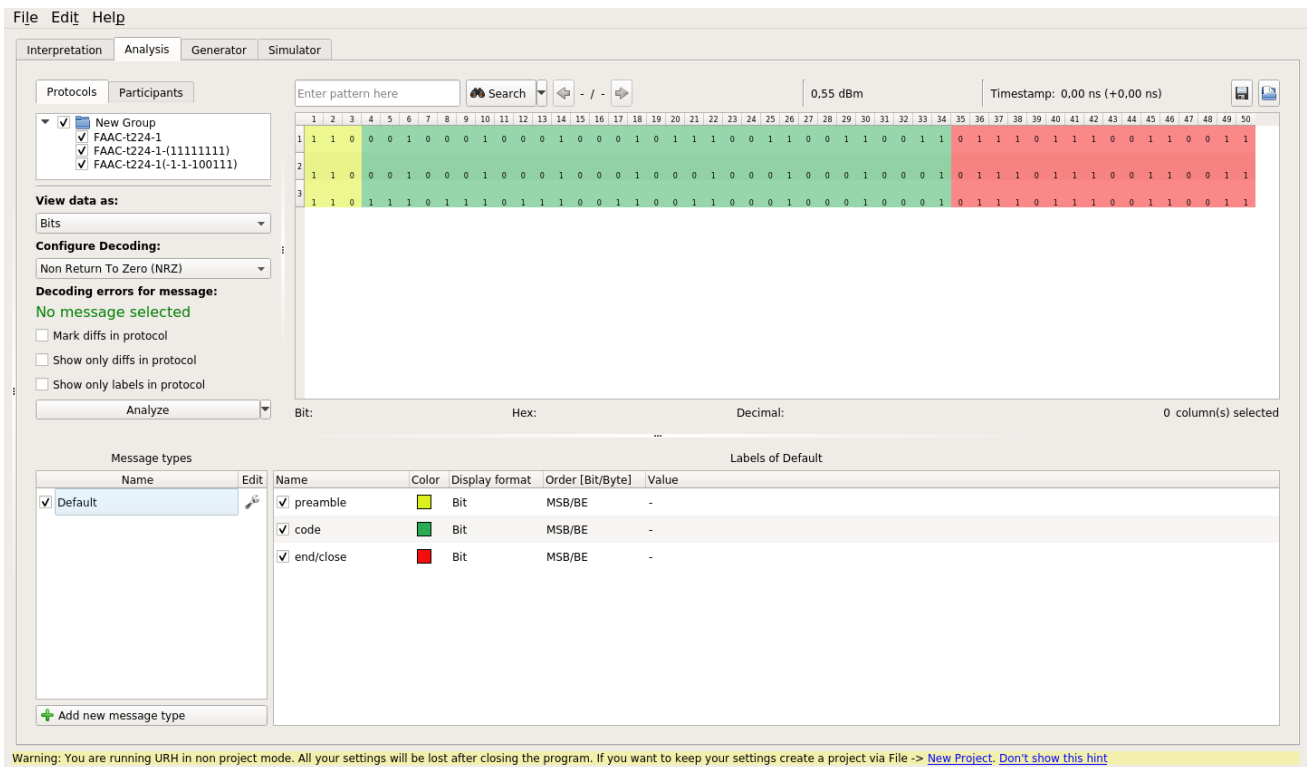 File Edit Help
Interpretation Analysis Generator Simulator
Protocols Participants
Enter pattern here Search - / - 0,55 dBm Timestamp: 0,00 ns (+0,00 ns)
New Group
FAAC-t224-1
FAAC-t224-1-(11111111)
FAAC-t224-1(-1-1-100111)
1 2 3 4 5 6 7 8 9 10 11 12 13 14 15 16 17 18 19 20 21 22 23 24 25 26 27 28 29 30 31 32 33 34 35 36 37 38 39 40 41 42 43 44 45 46 47 48 49 50
1 1 1 0 0 0 1 0 0 0 1 0 0 0 1 0 0 0 1 0 1 1 1 0 0 1 1 0 0 0 1 0 0 1 1 0 1 1 1 0 1 1 1 0 0 1 1 0 0 1 1
2 1 1 0 0 0 1 0 0 0 1 0 0 0 1 0 0 0 1 0 0 0 1 0 0 0 1 0 0 0 1 0 0 0 1 0 1 1 1 0 1 1 1 0 0 1 1 0 0 1 1
3 1 1 0 1 1 1 0 1 1 1 0 1 1 1 0 0 1 1 0 0 1 1 0 0 0 1 0 0 0 1 0 0 0 1 0 1 1 1 0 1 1 1 0 0 1 1 0 0 1 1
View data as:
Bits
Configure Decoding:
Non Return To Zero (NRZ)
Decoding errors for message:
No message selected
Mark diffs in protocol
Show only diffs in protocol
Show only labels in protocol
Analyze
Bit: Hex: Decimal: 0 column(s) selected
Message types
Name Edit
Default
Add new message type
Labels of Default
Name Color Display format Order [Bit/Byte] Value
preamble Bit MSB/BE -
code Bit MSB/BE -
end/close Bit MSB/BE -
Warning: You are running URH in non project mode. All your settings will be lost after closing the program. If you want to keep your settings create a project via File -> New Project. Don't show this hint